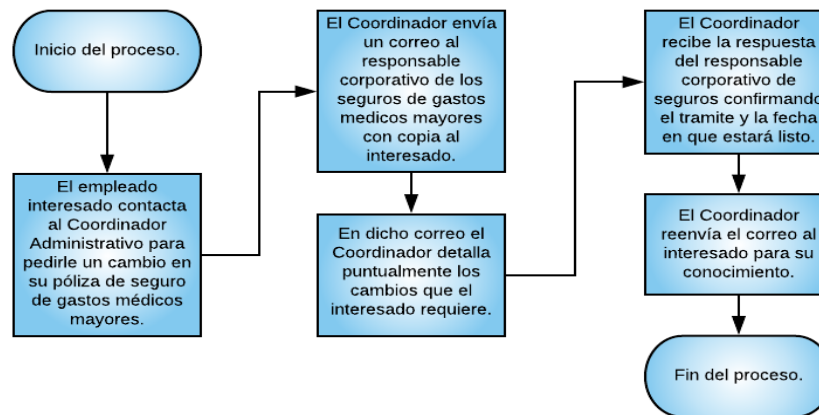 Inicio del proceso.
El empleado
interesado contacta
al Coordinador
Administrativo para
pedirle un cambio en
su póliza de seguro
de gastos médicos
mayores.
El Coordinador envía
un correo al
responsable
corporativo de los
seguros de gastos
medicos mayores
con copia al
interesado.
En dicho correo el
Coordinador detalla
puntualmente los
cambios que el
interesado requiere.
El Coordinador
recibe la respuesta
del responsable
corporativo de
seguros confirmando
el tramite y la fecha
en que estará listo.
El Coordinador
reenvía el correo al
interesado para su
conocimiento.
Fin del proceso.